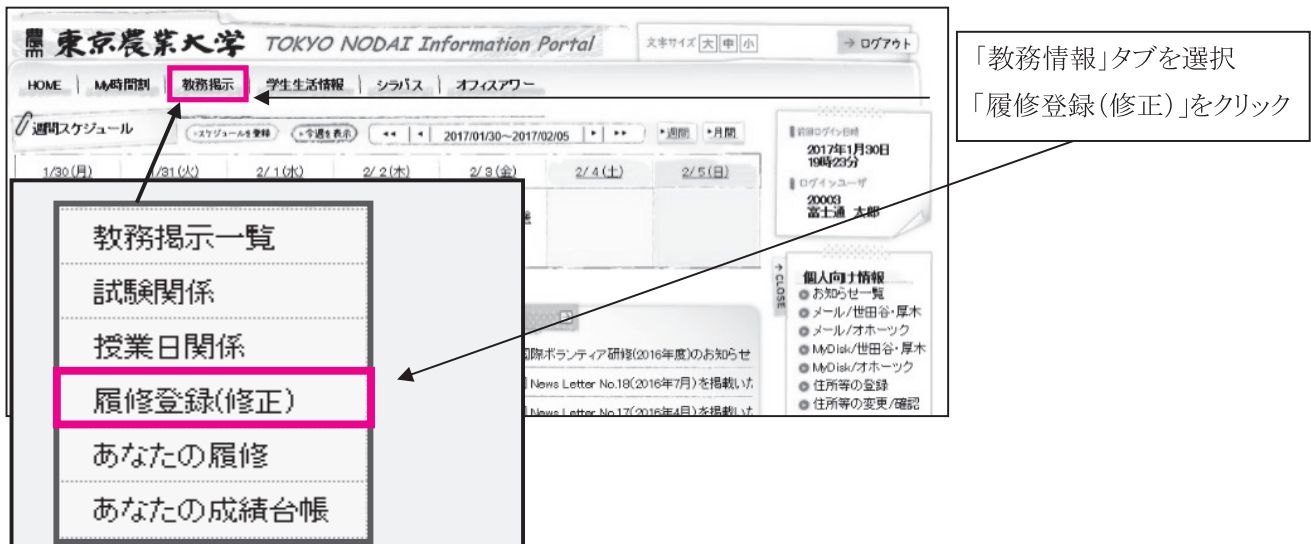 東京農業大学 TOKYO NODAI Information Portal
文字サイズ 大 中 小
→ ログアウト
HOME | My時間割 | 教務掲示 | 学生生活情報 | シラバス | オフィスアワー
「教務情報」タブを選択
「履修登録(修正)」をクリック
週間スケジュール
スケジュールを登録
今週を表示
2017/01/30～2017/02/05
週間
月間
1/30(月) 1/31(火) 2/1(水) 2/2(木) 2/3(金) 2/4(土) 2/5(日)
前回ログイン日時
2017年1月30日
19時23分
ログインユーザ
20003
富士通 太郎
教務掲示一覧
試験関係
授業日関係
履修登録(修正)
あなたの履修
あなたの成績台帳
国際ボランティア研修(2016年度)のお知らせ
News Letter No.18(2016年7月)を掲載いた
News Letter No.17(2016年4月)を掲載いた
→ CLOSE
個人向け情報
お知らせ一覧
メール/世田谷・厚木
メール/オホーツク
MyDisk/世田谷・厚木
MyDisk/オホーツク
住所等の登録
住所等の変更/確認